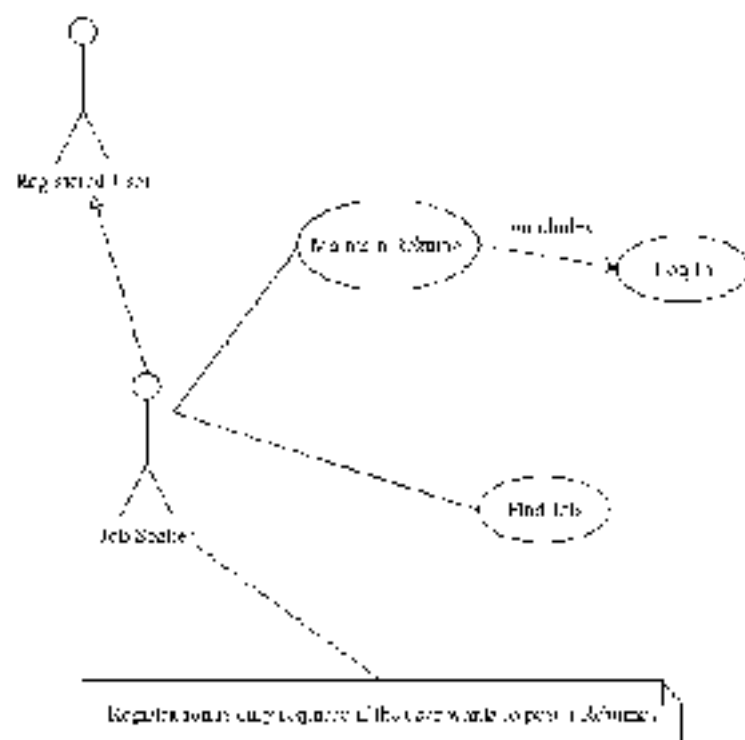 Registered User
Maintain Résumé
includes
Log In
Find Job
Job Seeker
Registration is only required if the user wants to post a Résumé